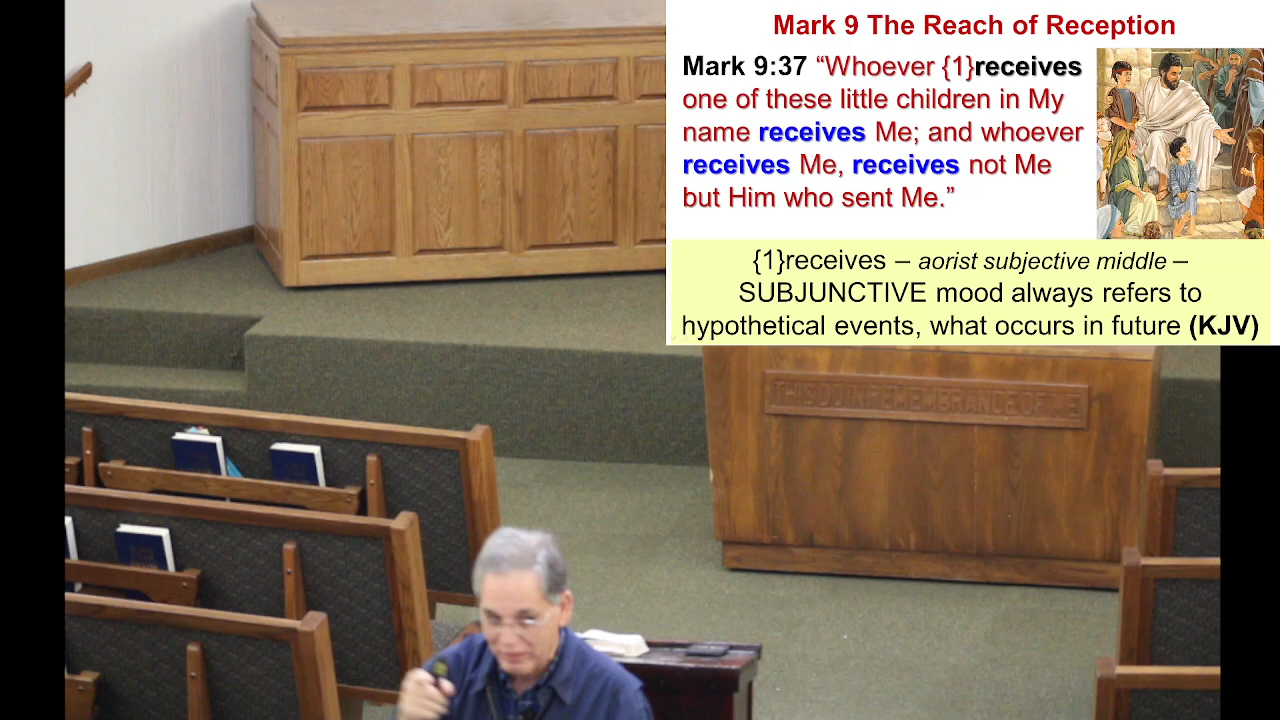 Mark 9 The Reach of Reception
Mark 9:37 “Whoever {1}receives
one of these little children in My
name receives Me; and whoever
receives Me, receives not Me
but Him who sent Me.”
{1}receives – aorist subjective middle –
SUBJUNCTIVE mood always refers to
hypothetical events, what occurs in future (KJV)
THIS DO IN REMEMBRANCE OF ME